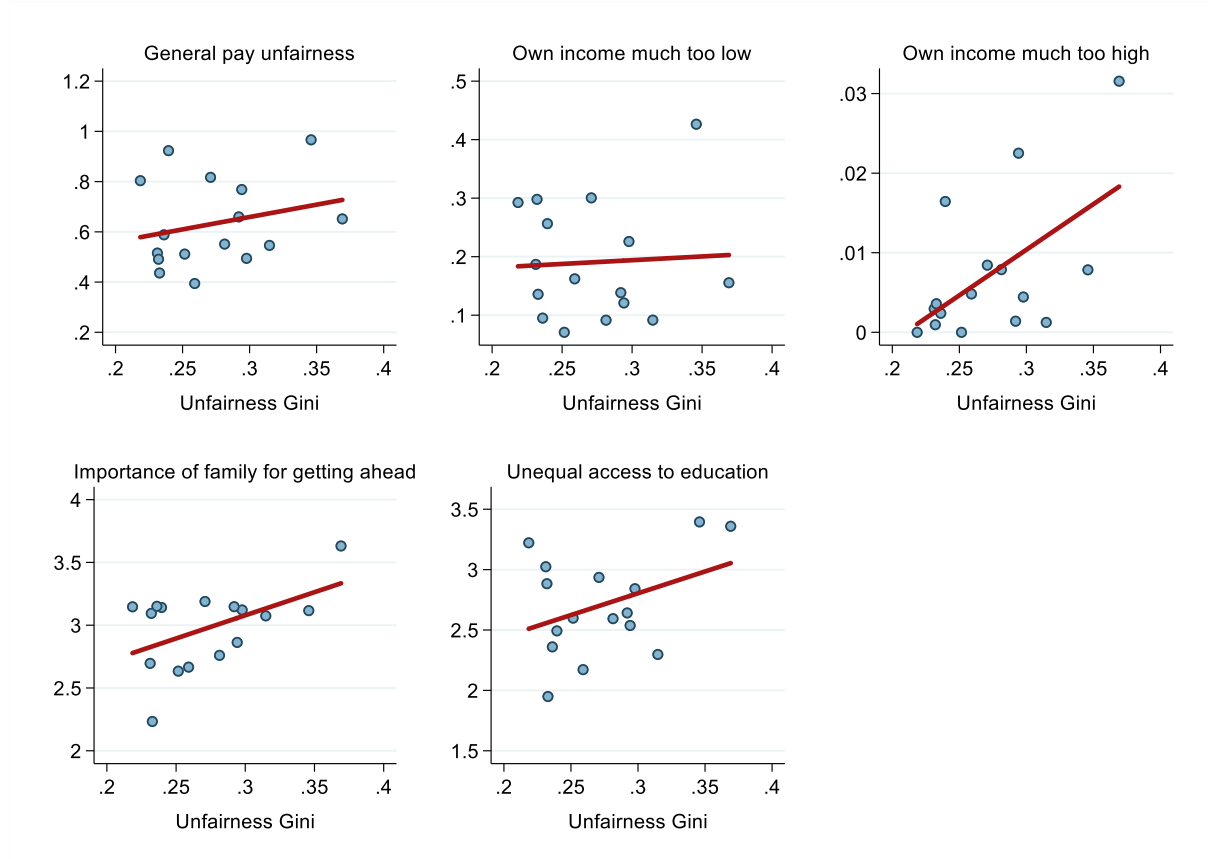 General pay unfairness
1.2
1
.8
.6
.4
.2
.2 .25 .3 .35 .4
Unfairness Gini
Own income much too low
.5
.4
.3
.2
.1
.2 .25 .3 .35 .4
Unfairness Gini
Own income much too high
.03
.02
.01
0
.2 .25 .3 .35 .4
Unfairness Gini
Importance of family for getting ahead
4
3.5
3
2.5
2
.2 .25 .3 .35 .4
Unfairness Gini
Unequal access to education
3.5
3
2.5
2
1.5
.2 .25 .3 .35 .4
Unfairness Gini